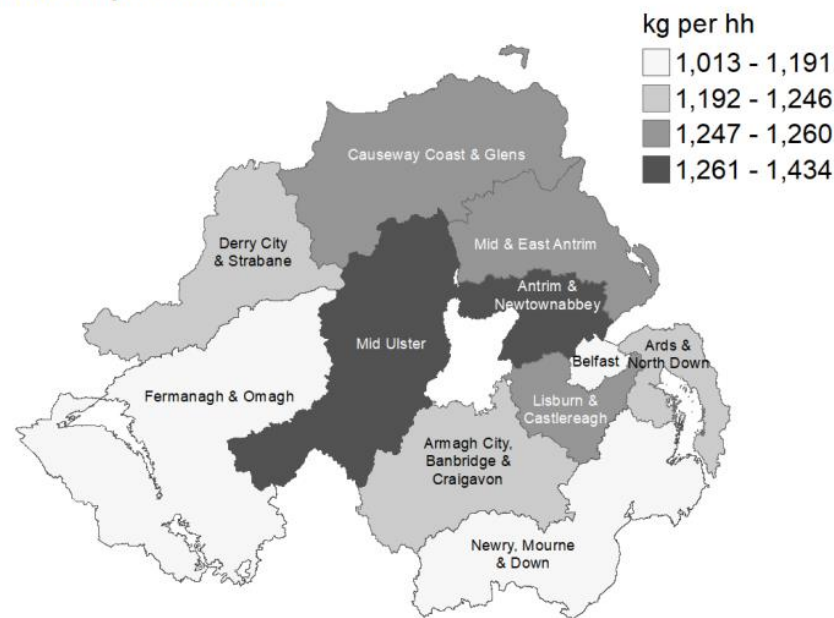 kg per hh
1,013 - 1,191
1,192 - 1,246
1,247 - 1,260
1,261 - 1,434
Causeway Coast & Glens
Derry City
& Strabane
Mid & East Antrim
Antrim &
Newtownabbey
Mid Ulster
Belfast
Ards &
North Down
Fermanagh & Omagh
Lisburn &
Castlereagh
Armagh City,
Banbridge &
Craigavon
Newry, Mourne
& Down